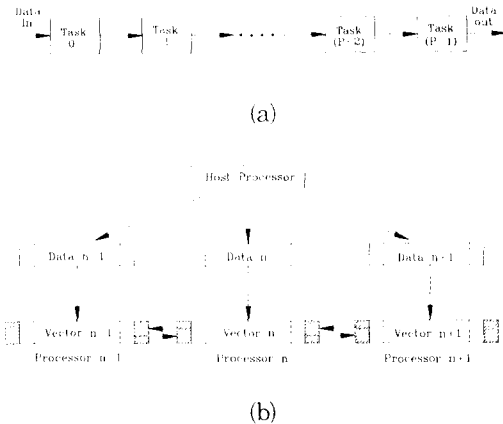 Data
In
Data
out
Task
0
Task
1
Task
(P-2)
Task
(P-1)
(a)
Host Processor
Data n-1
Data n
Data n+1
Vector n-1
Vector n
Vector n+1
Processor n-1
Processor n
Processor n+1
(b)